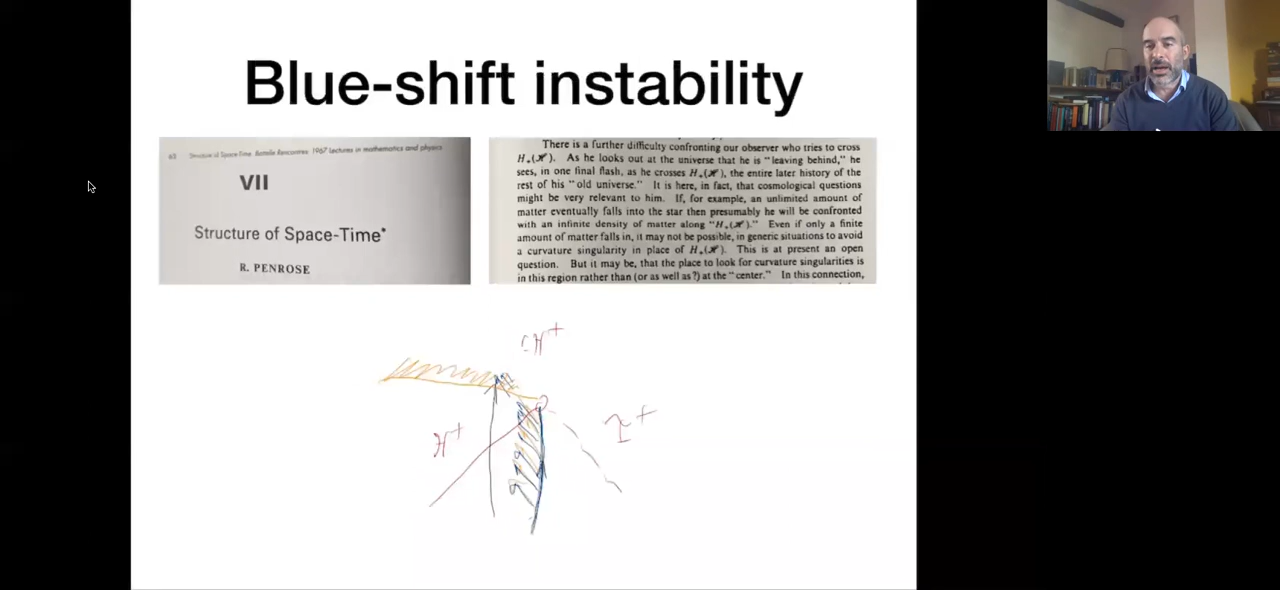 Blue-shift instability
60 Structure of Space-Time Battelle Rencontres 1967 Lectures in mathematics and physics
VII
Structure of Space-Time*
R. PENROSE
There is a further difficulty confronting our observer who tries to cross
H₊(ℋ). As he looks out at the universe that he is "leaving behind," he
sees, in one final flash, as he crosses H₊(ℋ), the entire later history of the
rest of his "old universe." It is here, in fact, that cosmological questions
might be very relevant to him. If, for example, an unlimited amount of
matter eventually falls into the star then presumably he will be confronted
with an infinite density of matter along "H₊(ℋ)." Even if only a finite
amount of matter falls in, it may not be possible, in generic situations to avoid
a curvature singularity in place of H₊(ℋ). This is at present an open
question. But it may be, that the place to look for curvature singularities is
in this region rather than (or as well as?) at the "center." In this connection,
CH⁺
H⁺
I⁺